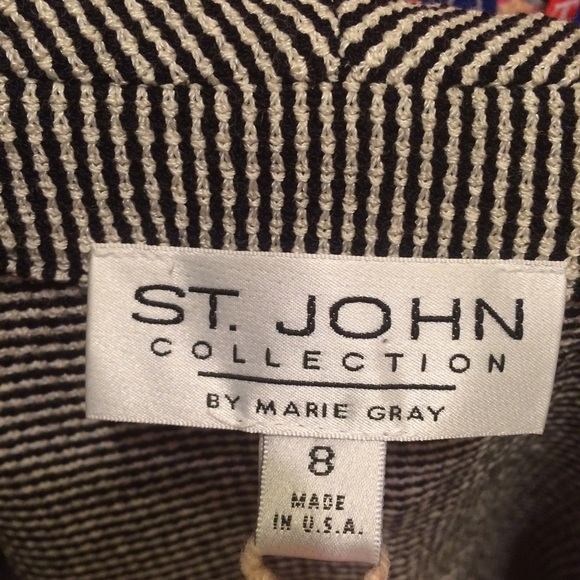 ST. JOHN
COLLECTION
BY MARIE GRAY
8
MADE
IN U.S.A.